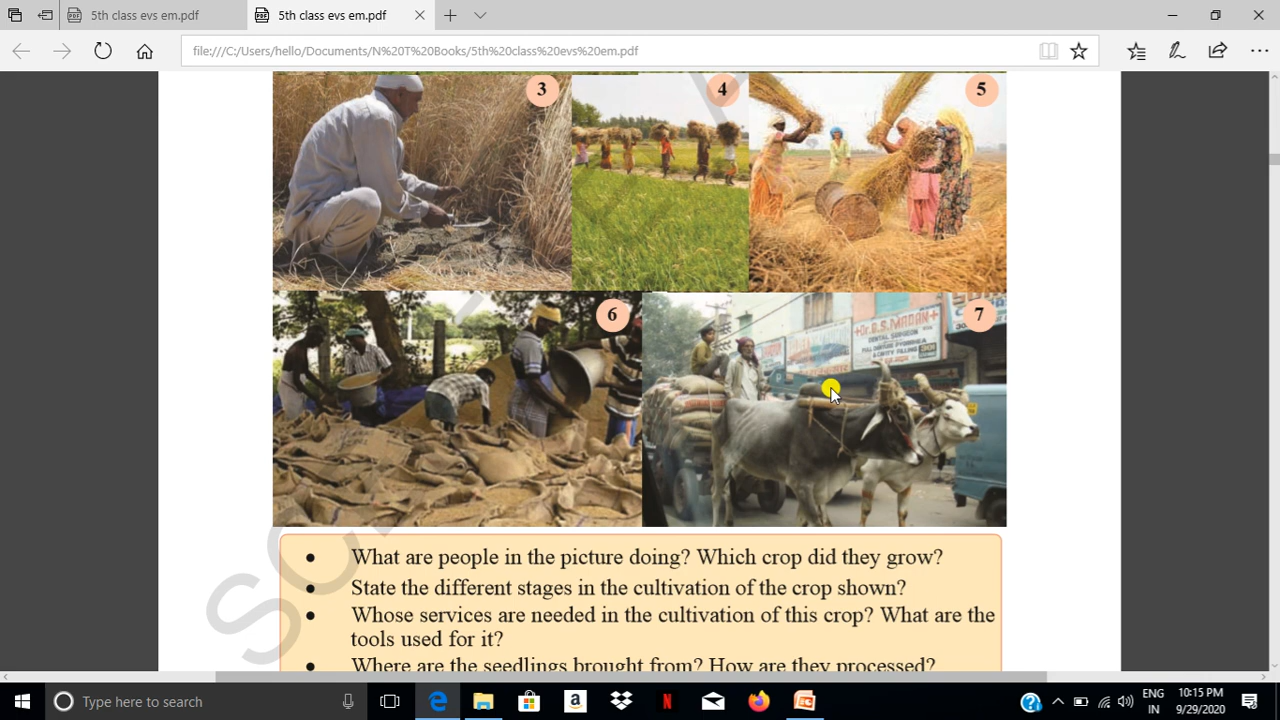 5th class evs em.pdf
5th class evs em.pdf
file:///C:/Users/hello/Documents/N%20T%20Books/5th%20class%20evs%20em.pdf
3
4
5
6
7
+Dr. D.S. MADAN+
DENTAL SURGEON
& CAVITY FILLING
What are people in the picture doing? Which crop did they grow?
State the different stages in the cultivation of the crop shown?
Whose services are needed in the cultivation of this crop? What are the
tools used for it?
Where are the seedlings brought from? How are they processed?
SC
Type here to search
ENG
IN
10:15 PM
9/29/2020